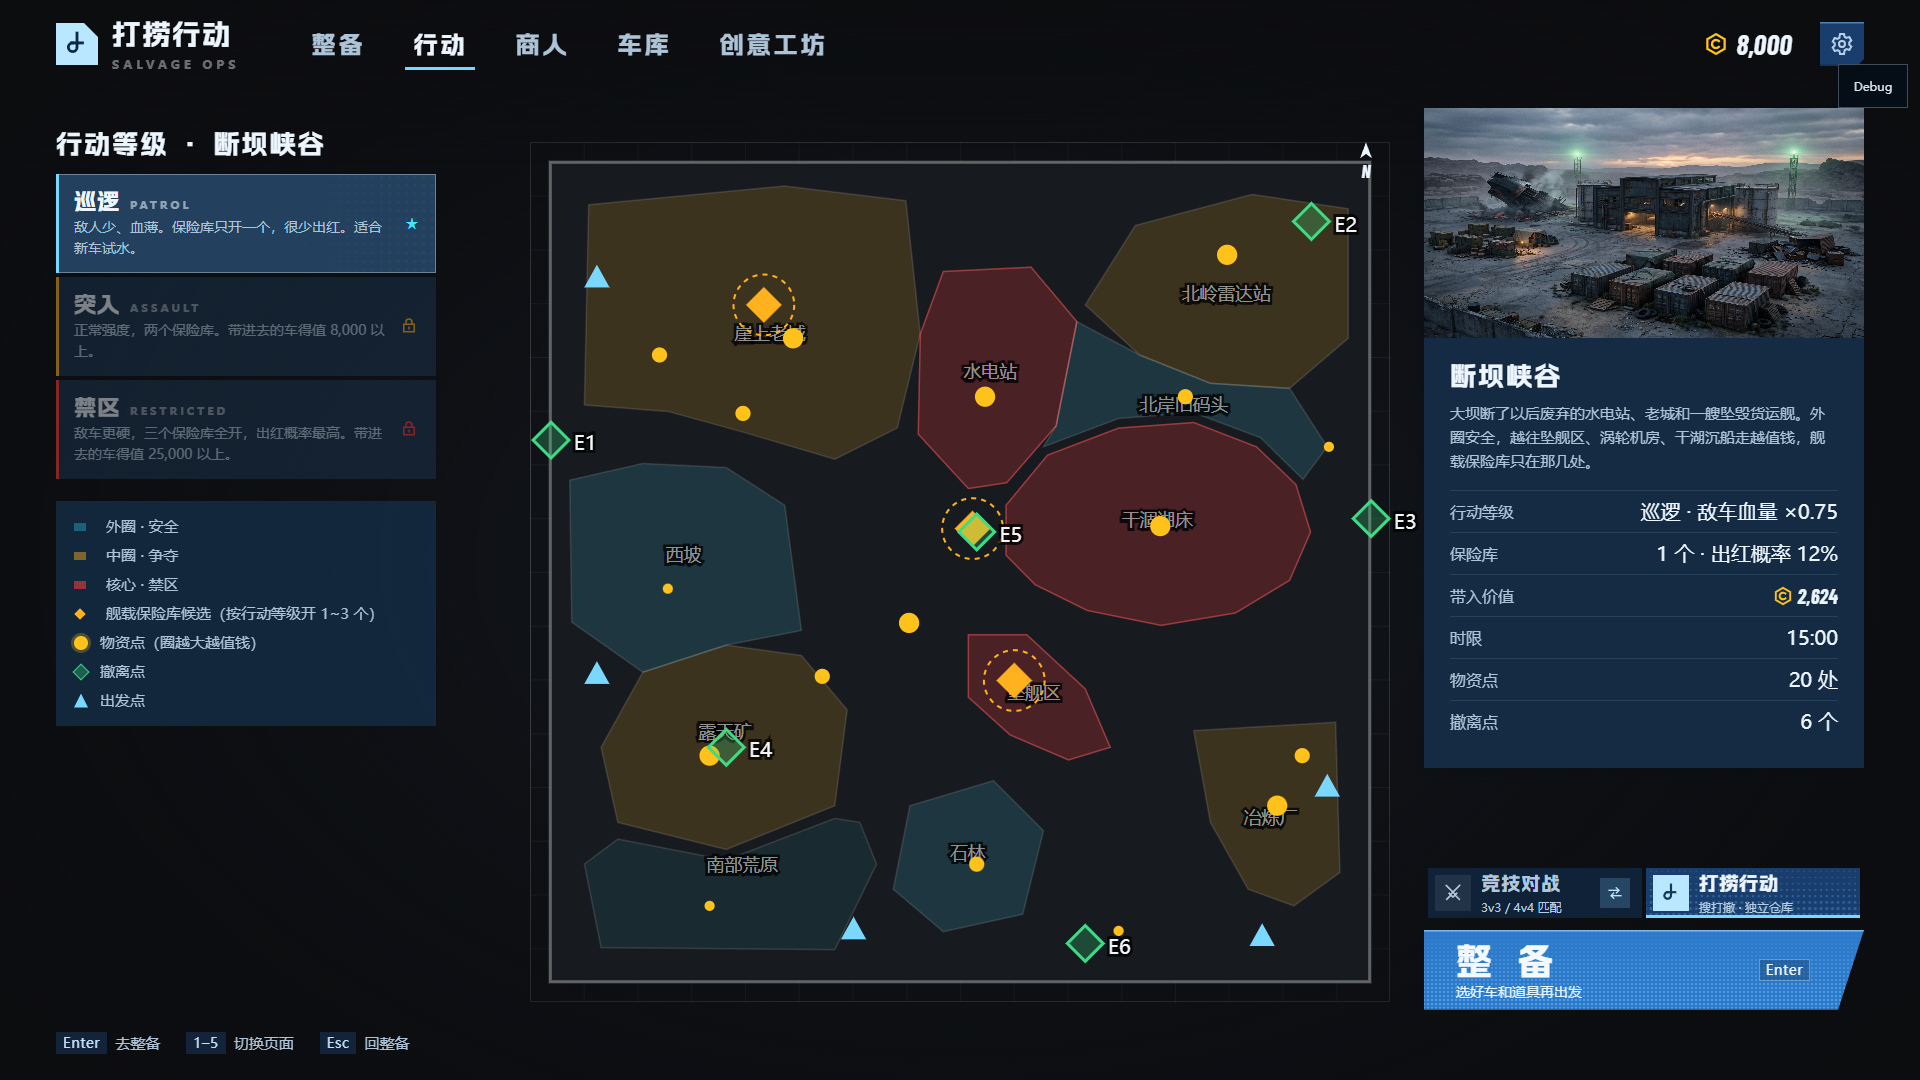 打捞行动
SALVAGE OPS
整备
行动
商人
车库
创意工坊
8,000
Debug
行动等级 · 断坝峡谷
巡逻 PATROL
敌人少、血薄。保险库只开一个，很少出红。适合
新车试水。
突入 ASSAULT
正常强度，两个保险库。带进去的车得值 8,000 以
上。
禁区 RESTRICTED
敌车更硬，三个保险库全开，出红概率最高。带进
去的车得值 25,000 以上。
外圈 · 安全
中圈 · 争夺
核心 · 禁区
舰载保险库候选（按行动等级开 1~3 个）
物资点（圈越大越值钱）
撤离点
出发点
N
E2
北岭雷达站
崖上老城
水电站
北岸旧码头
E1
干涸湖床
E3
E5
西坡
坠舰区
露天矿
E4
冶炼厂
石林
南部荒原
E6
断坝峡谷
大坝断了以后废弃的水电站、老城和一艘坠毁货运舰。外
圈安全，越往坠舰区、涡轮机房、干湖沉船走越值钱，舰
载保险库只在那几处。
行动等级 巡逻 · 敌车血量 ×0.75
保险库 1 个 · 出红概率 12%
带入价值 2,624
时限 15:00
物资点 20 处
撤离点 6 个
竞技对战
3v3 / 4v4 匹配
打捞行动
搜打撤 · 独立仓库
整备
选好车和道具再出发
Enter
Enter 去整备 1–5 切换页面 Esc 回整备